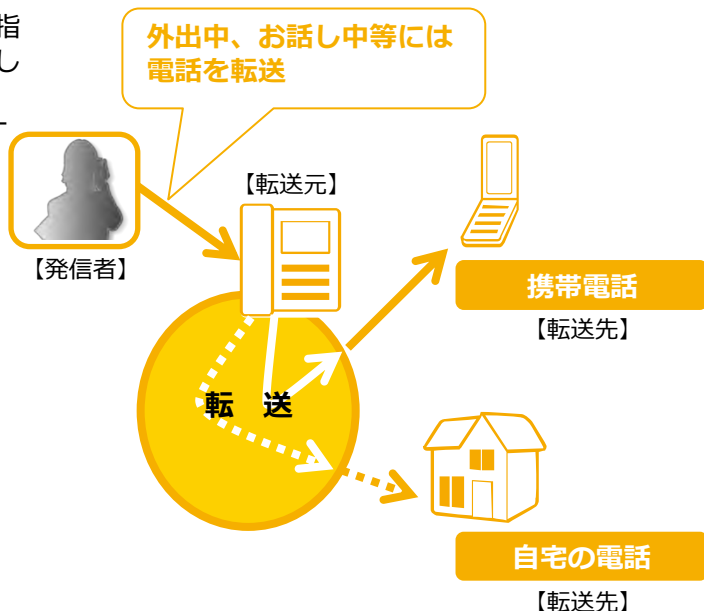 指
し
外出中、お話し中等には
電話を転送
【転送元】
【発信者】
携帯電話
【転送先】
転 送
自宅の電話
【転送先】